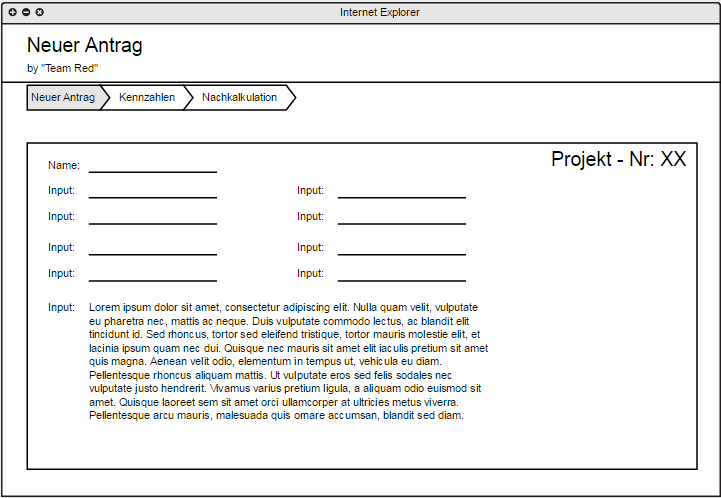 Internet Explorer
Neuer Antrag
by "Team Red"
Neuer Antrag Kennzahlen Nachkalkulation
Projekt - Nr: XX
Name:
Input: Input:
Input: Input:
Input: Input:
Input: Input:
Input: Lorem ipsum dolor sit amet, consectetur adipiscing elit. Nulla quam velit, vulputate
eu pharetra nec, mattis ac neque. Duis vulputate commodo lectus, ac blandit elit
tincidunt id. Sed rhoncus, tortor sed eleifend tristique, tortor mauris molestie elit, et
lacinia ipsum quam nec dui. Quisque nec mauris sit amet elit iaculis pretium sit amet
quis magna. Aenean velit odio, elementum in tempus ut, vehicula eu diam.
Pellentesque rhoncus aliquam mattis. Ut vulputate eros sed felis sodales nec
vulputate justo hendrerit. Vivamus varius pretium ligula, a aliquam odio euismod sit
amet. Quisque laoreet sem sit amet orci ullamcorper at ultricies metus viverra.
Pellentesque arcu mauris, malesuada quis ornare accumsan, blandit sed diam.